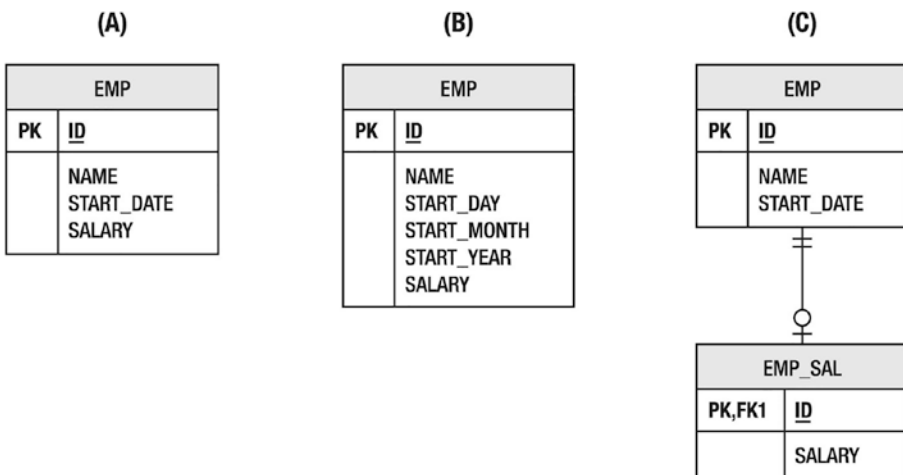 (A)
EMP
PK ID
NAME
START_DATE
SALARY
(B)
EMP
PK ID
NAME
START_DAY
START_MONTH
START_YEAR
SALARY
(C)
EMP
PK ID
NAME
START_DATE
EMP_SAL
PK,FK1 ID
SALARY